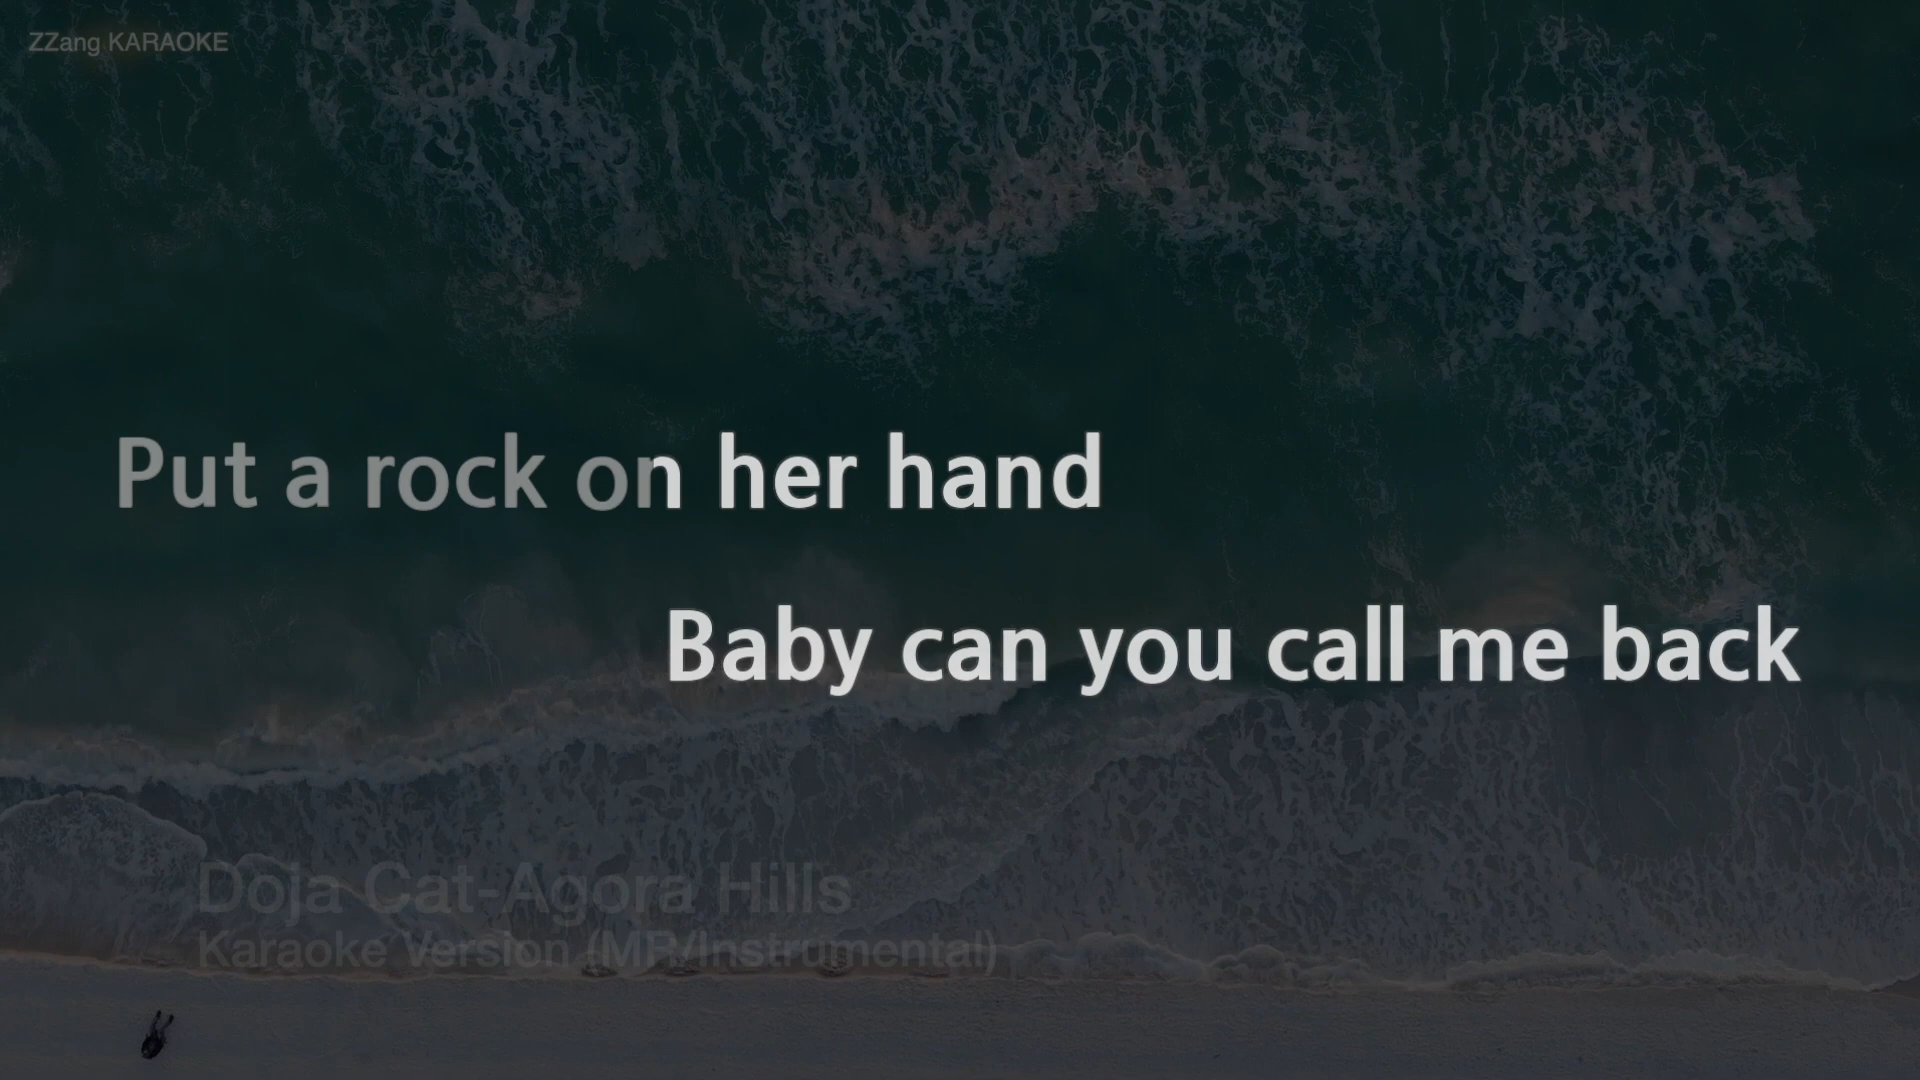 ZZang KARAOKE
Put a rock on her hand
Baby can you call me back
Doja Cat-Agora Hills
Karaoke Version (MR/Instrumental)